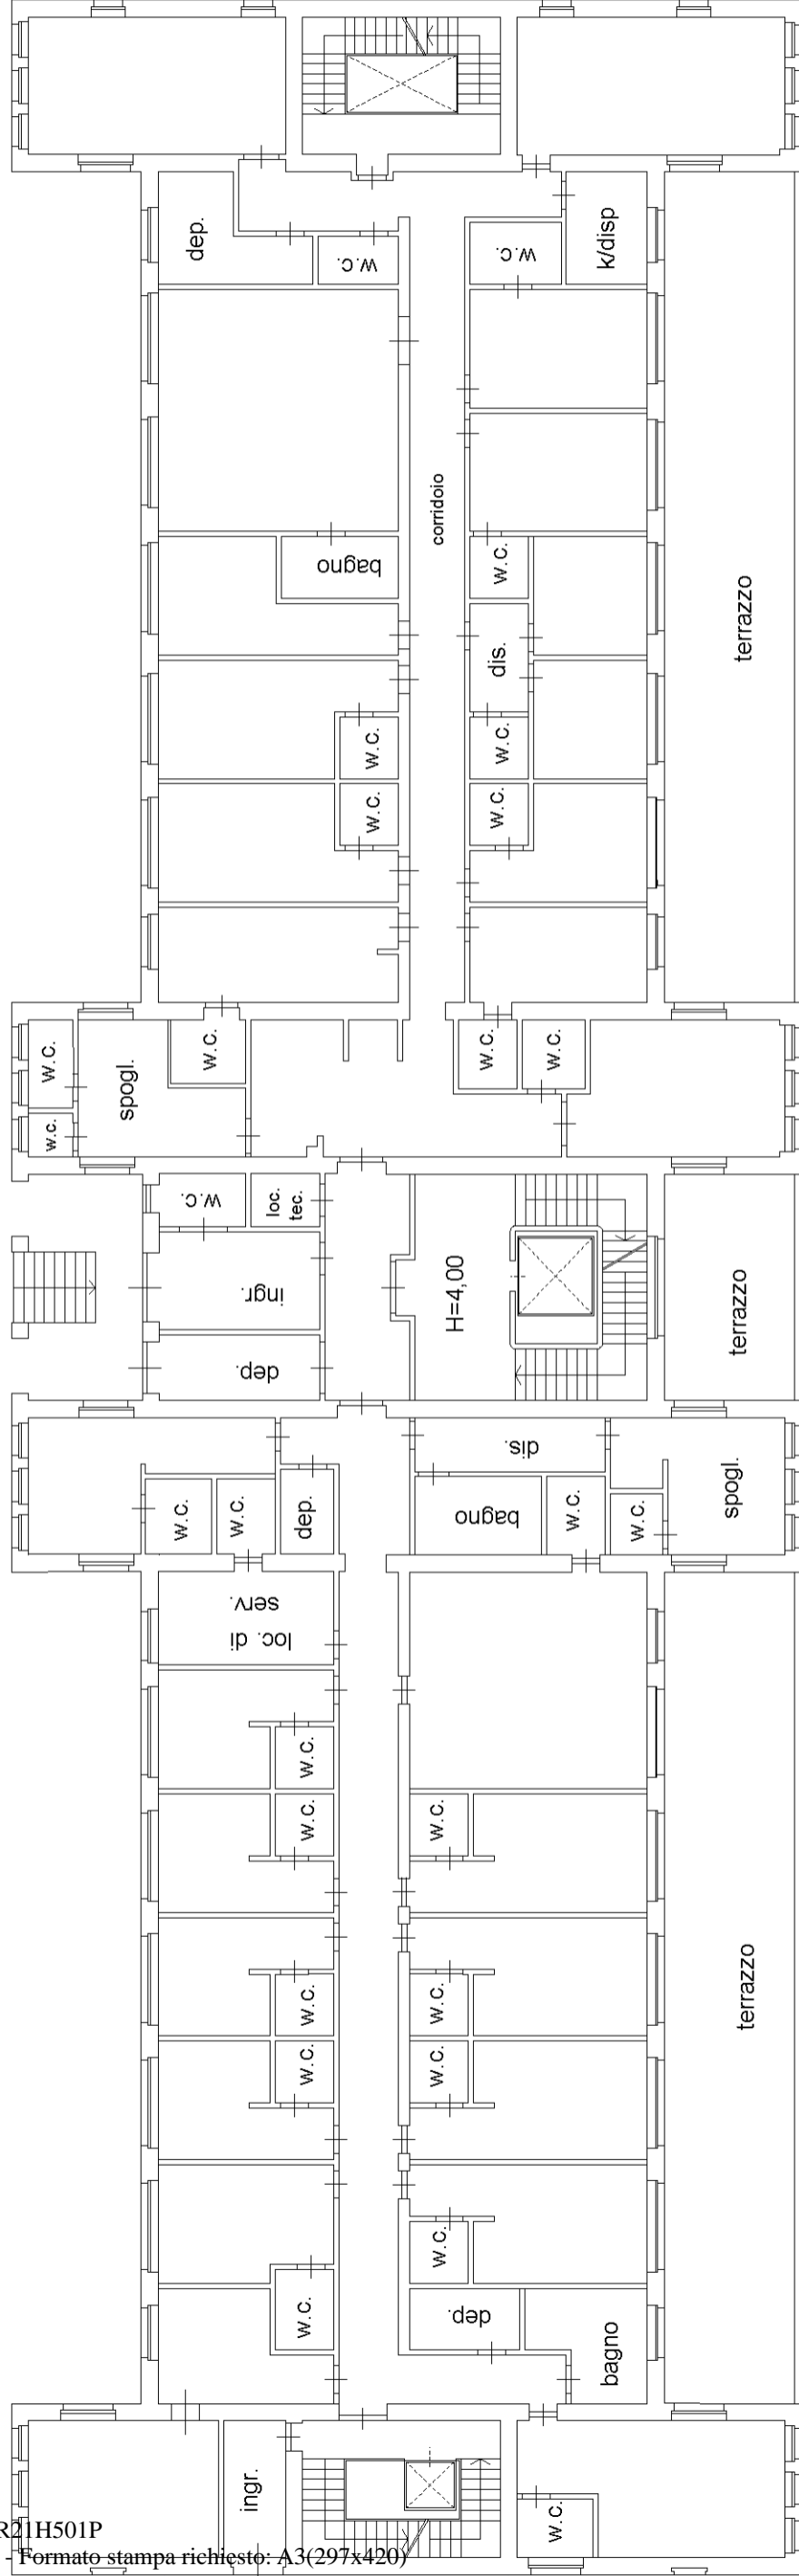 dep.
w.c.
w.c.
k/disp
corridoio
bagno
w.c.
dis.
terrazzo
w.c.
w.c.
w.c.
w.c.
w.c.
w.c.
spogl.
w.c.
w.c.
w.c.
w.c.
loc.
tec.
ingr.
H=4,00
terrazzo
dep.
dis.
spogl.
w.c.
w.c.
dep.
bagno
w.c.
w.c.
loc. di
serv.
w.c.
w.c.
w.c.
terrazzo
w.c.
w.c.
w.c.
w.c.
w.c.
w.c.
dep.
bagno
ingr.
w.c.
R21H501P
- Formato stampa richiesto: A3(297x420)